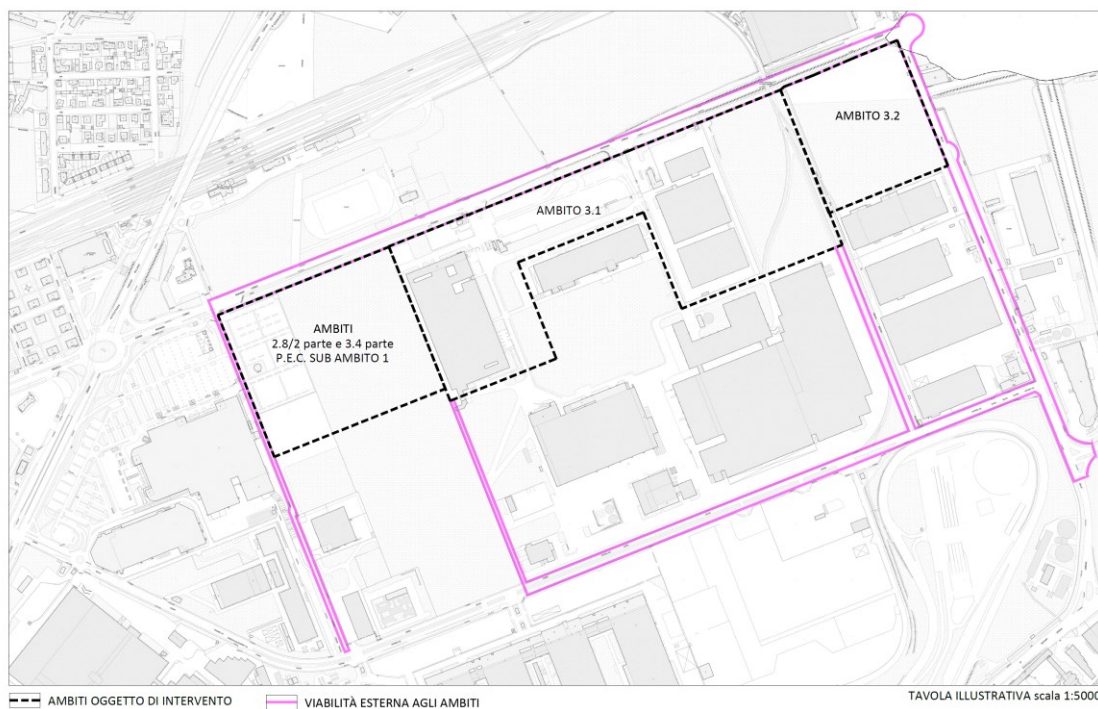 AMBITO 3.2
AMBITO 3.1
AMBITI
2.8/2 parte e 3.4 parte
P.E.C. SUB AMBITO 1
AMBITI OGGETTO DI INTERVENTO
VIABILITÀ ESTERNA AGLI AMBITI
TAVOLA ILLUSTRATIVA scala 1:5000